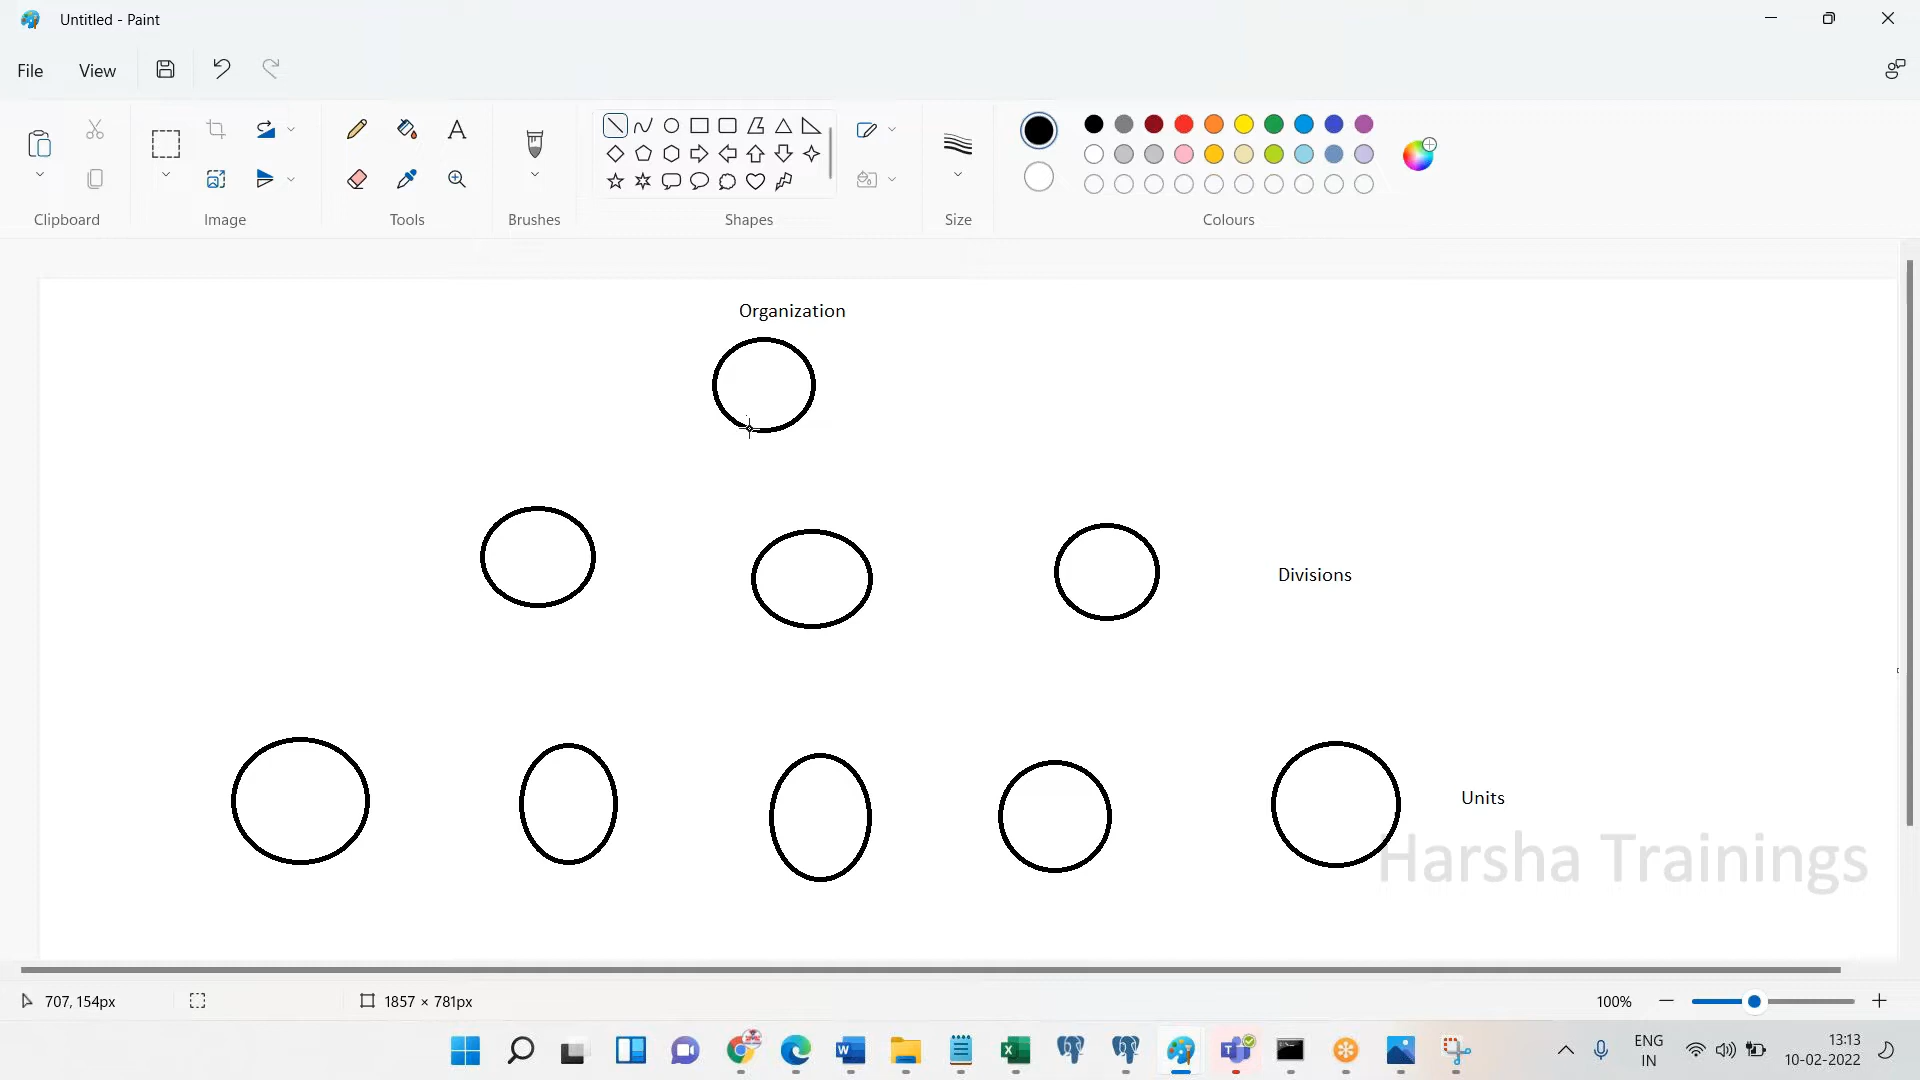 Untitled - Paint
File View
Clipboard Image Tools Brushes Shapes Size Colours
Organization
Divisions
Units
Harsha Trainings
707, 154px 1857 × 781px 100%
ENG 13:13
IN 10-02-2022